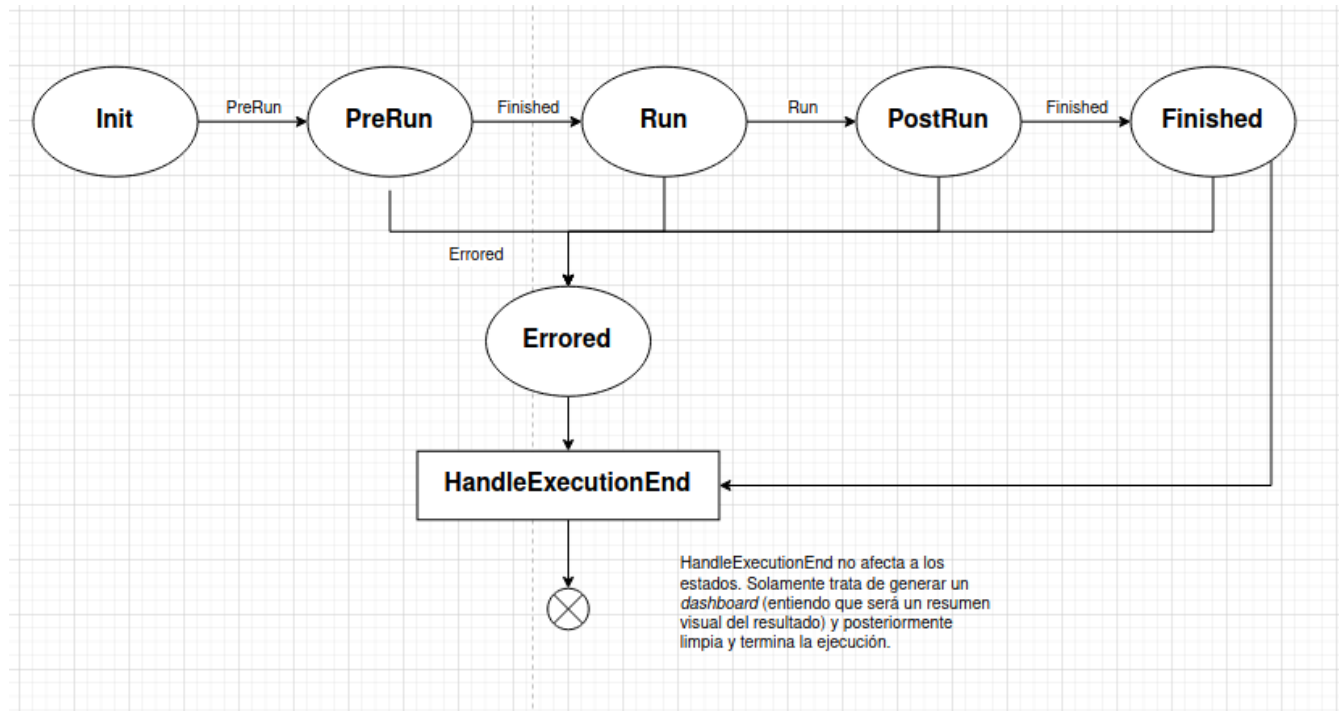 Init
PreRun
PreRun
Finished
Run
Run
PostRun
Finished
Finished
Errored
Errored
HandleExecutionEnd
HandleExecutionEnd no afecta a los
estados. Solamente trata de generar un
dashboard (entiendo que será un resumen
visual del resultado) y posteriormente
limpia y termina la ejecución.